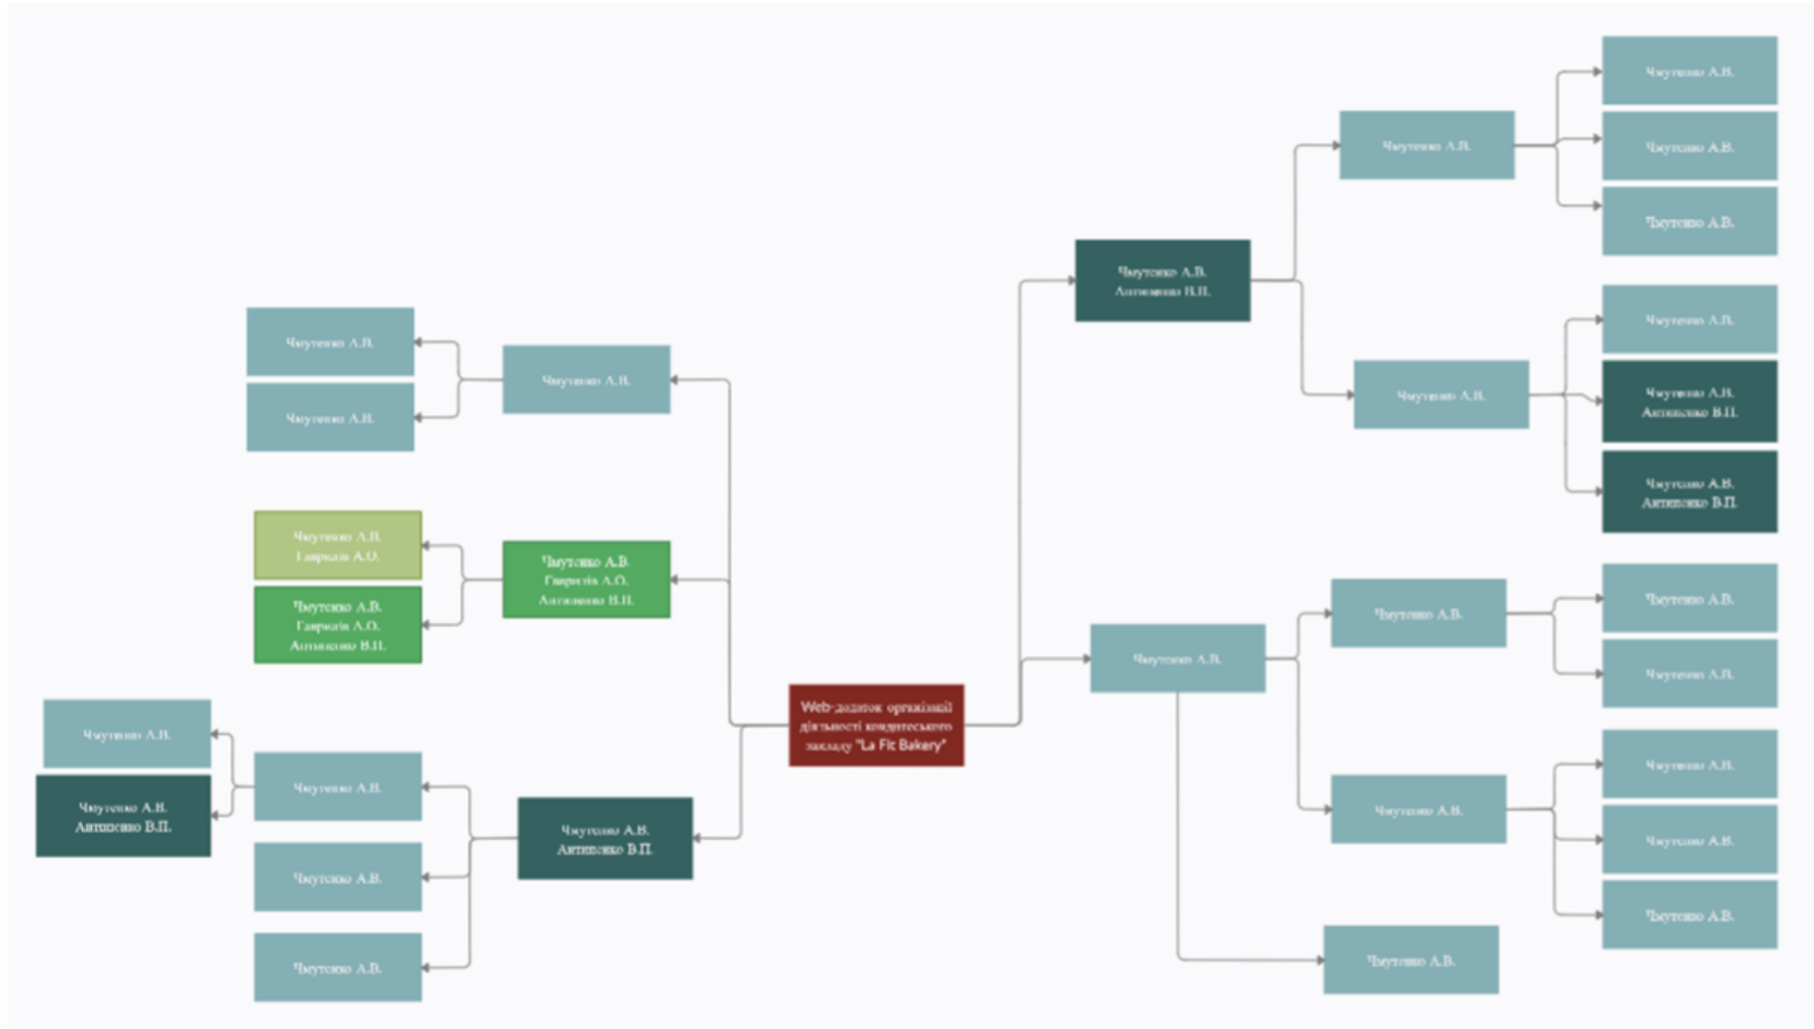 Чмутенко А.В.
Чмутенко А.В.
Чмутенко А.В.
Чмутенко А.В.
Чмутенко А.В.
Антипенко В.П.
Чмутенко А.В.
Чмутенко А.В.
Чмутенко А.В.
Антипенко В.П.
Чмутенко А.В.
Антипенко В.П.
Чмутенко А.В.
Чмутенко А.В.
Чмутенко А.В.
Чмутенко А.В.
Гаврилів А.О.
Чмутенко А.В.
Гаврилів А.О.
Антипенко В.П.
Чмутенко А.В.
Гаврилів А.О.
Антипенко В.П.
Чмутенко А.В.
Чмутенко А.В.
Чмутенко А.В.
Чмутенко А.В.
Чмутенко А.В.
Антипенко В.П.
Чмутенко А.В.
Чмутенко А.В.
Чмутенко А.В.
Чмутенко А.В.
Антипенко В.П.
Web-додаток організації
діяльності кондитеського
закладу "La Fit Bakery"
Чмутенко А.В.
Чмутенко А.В.
Чмутенко А.В.
Чмутенко А.В.
Чмутенко А.В.
Чмутенко А.В.